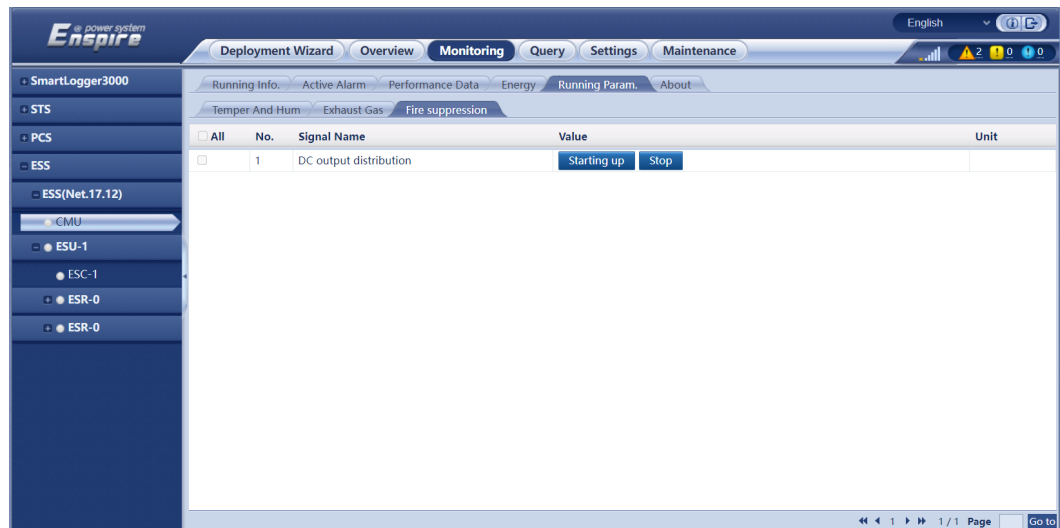 e power system
Enspire
English
Deployment Wizard Overview Monitoring Query Settings Maintenance
2 0 0
SmartLogger3000
STS
PCS
ESS
ESS(Net.17.12)
CMU
ESU-1
ESC-1
ESR-0
ESR-0
Running Info. Active Alarm Performance Data Energy Running Param. About
Temper And Hum Exhaust Gas Fire suppression
All No. Signal Name Value Unit
1 DC output distribution Starting up Stop
1 1/1 Page Go to